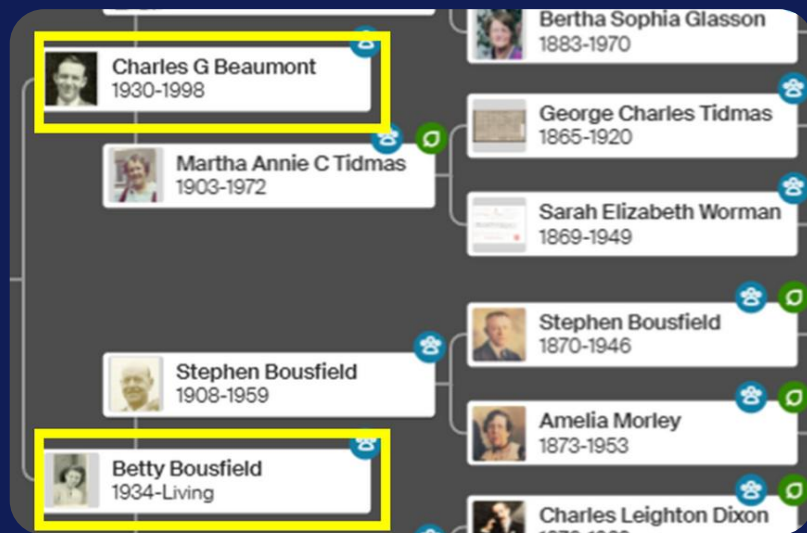 Bertha Sophia Glasson
1883-1970
Charles G Beaumont
1930-1998
George Charles Tidmas
1865-1920
Martha Annie C Tidmas
1903-1972
Sarah Elizabeth Worman
1869-1949
Stephen Bousfield
1870-1946
Stephen Bousfield
1908-1959
Amelia Morley
1873-1953
Betty Bousfield
1934-Living
Charles Leighton Dixon